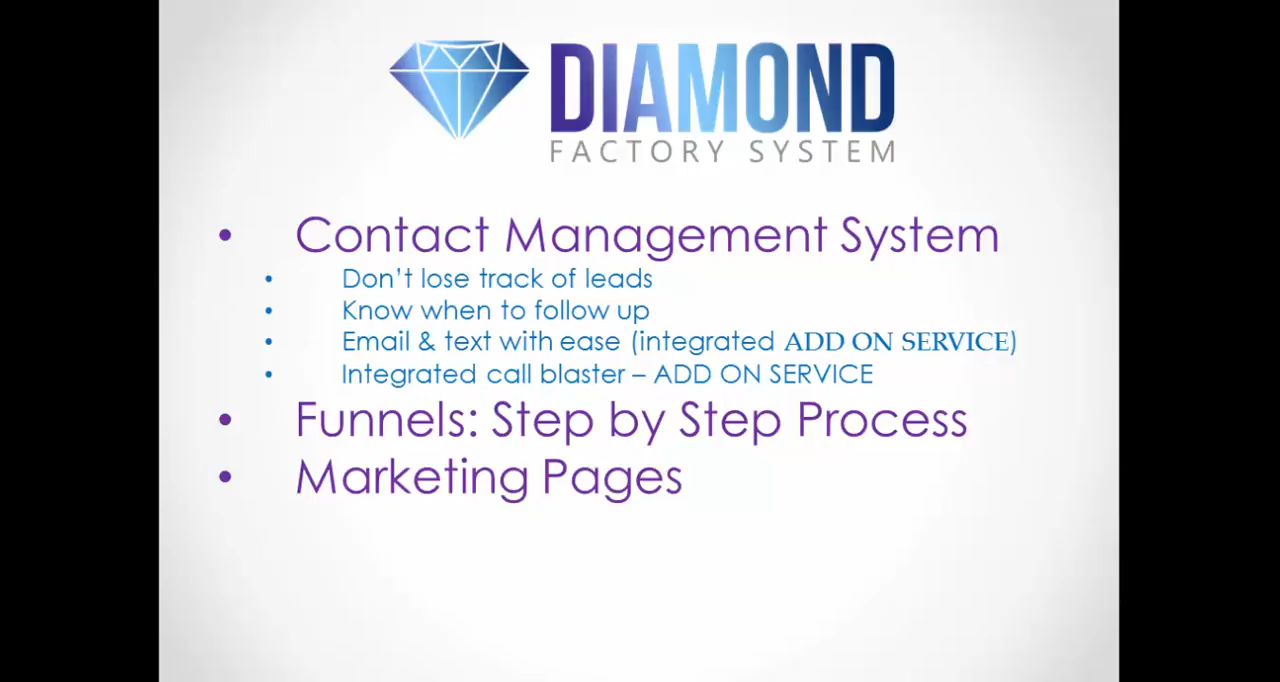 DIAMOND
FACTORY SYSTEM
• Contact Management System
• Don't lose track of leads
• Know when to follow up
• Email & text with ease (integrated ADD ON SERVICE)
• Integrated call blaster – ADD ON SERVICE
• Funnels: Step by Step Process
• Marketing Pages